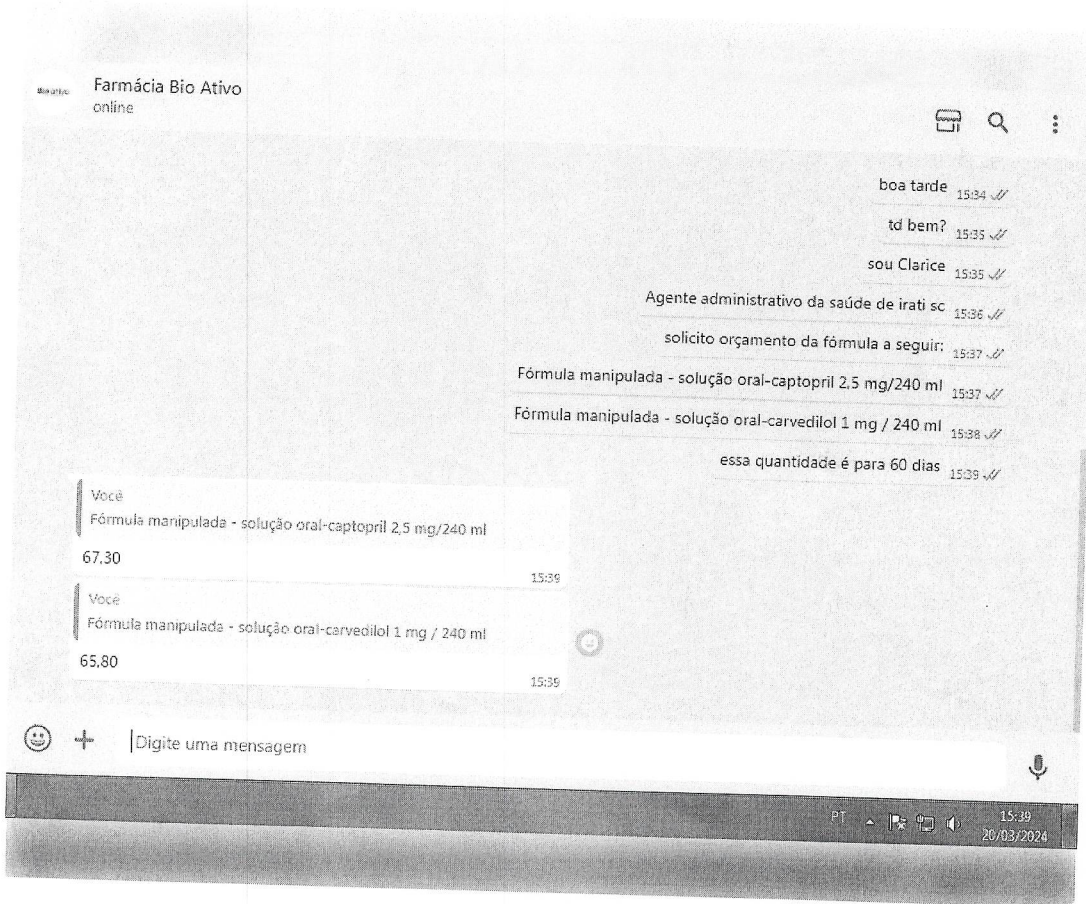 Bio ativo
Farmácia Bio Ativo
online
boa tarde 15:34
td bem? 15:35
sou Clarice 15:35
Agente administrativo da saúde de irati sc 15:36
solicito orçamento da fórmula a seguir: 15:37
Fórmula manipulada - solução oral-captopril 2,5 mg/240 ml 15:37
Fórmula manipulada - solução oral-carvedilol 1 mg / 240 ml 15:38
essa quantidade é para 60 dias 15:39
Você
Fórmula manipulada - solução oral-captopril 2,5 mg/240 ml
67,30
15:39
Você
Fórmula manipulada - solução oral-carvedilol 1 mg / 240 ml
65,80
15:39
Digite uma mensagem
PT 15:39
20/03/2024